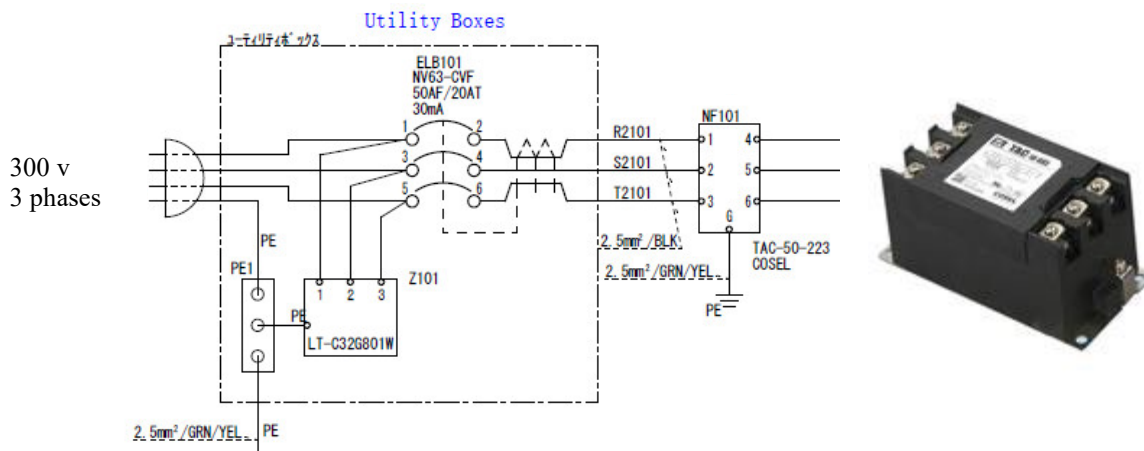 Utility Boxes
ユーティリティボックス
ELB101
NV63-CVF
50AF/20AT
30mA
300 v
3 phases
1 2
3 4
5 6
R2101
S2101
T2101
NF101
1 4
2 5
3 6
G
TAC-50-223
COSEL
2.5mm²/BLK
2.5mm²/GRN/YEL
PE
PE
PE1
PE
Z101
1 2 3
LT-C32G801W
2.5mm²/GRN/YEL
PE
TAC